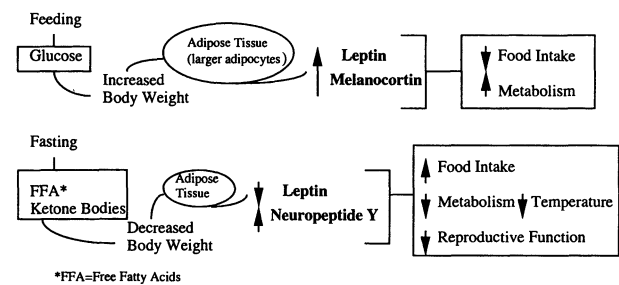 Feeding
Glucose
Increased
Body Weight
Adipose Tissue
(larger adipocytes)
Leptin
Melanocortin
Food Intake
Metabolism
Fasting
FFA*
Ketone Bodies
Decreased
Body Weight
Adipose
Tissue
Leptin
Neuropeptide Y
Food Intake
Metabolism Temperature
Reproductive Function
*FFA=Free Fatty Acids